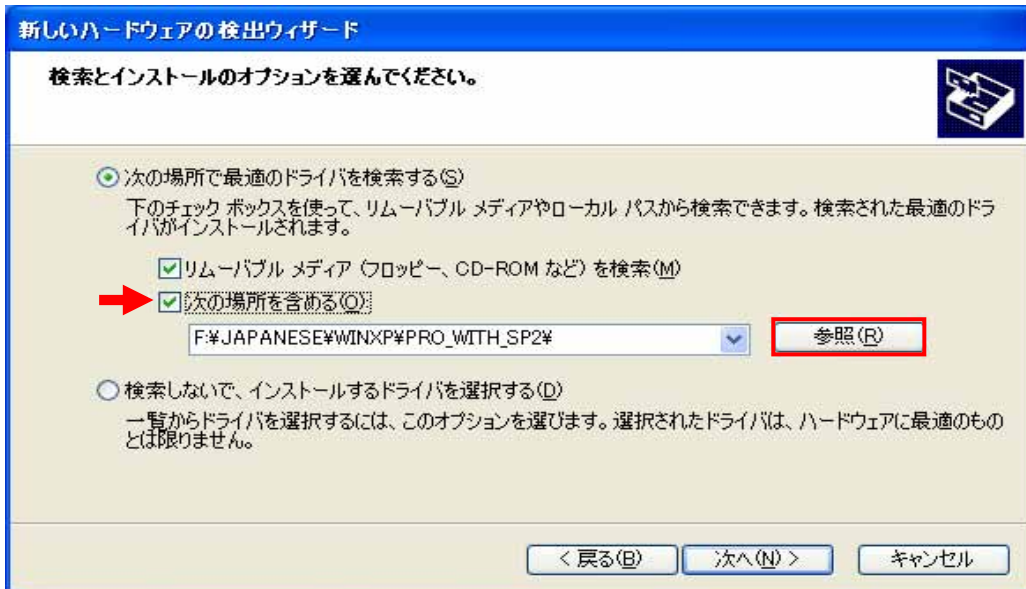 新しいハードウェアの検出ウィザード
検索とインストールのオプションを選んでください。
次の場所で最適のドライバを検索する(S)
下のチェック ボックスを使って、リムーバブル メディアやローカル パスから検索できます。検索された最適のドラ
イバがインストールされます。
リムーバブル メディア (フロッピー、CD-ROM など) を検索(M)
次の場所を含める(O):
F:¥JAPANESE¥WINXP¥PRO_WITH_SP2¥
参照(R)
検索しないで、インストールするドライバを選択する(D)
一覧からドライバを選択するには、このオプションを選びます。選択されたドライバは、ハードウェアに最適のもの
とは限りません。
< 戻る(B) 次へ(N) > キャンセル